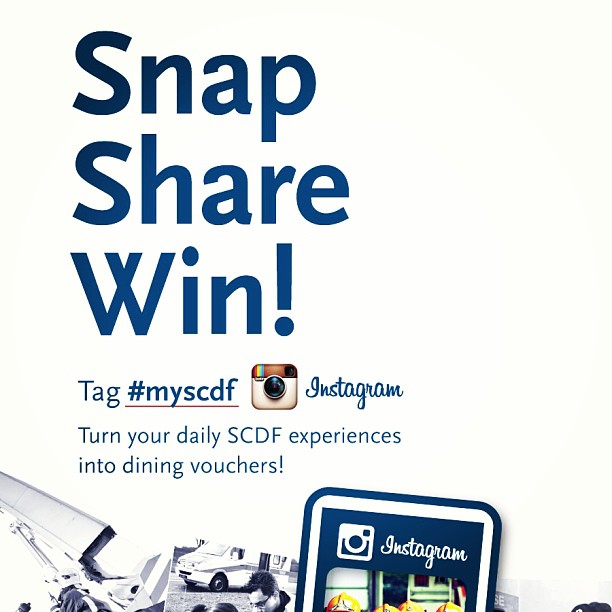 Snap
Share
Win!
Tag #myscdf Instagram
Turn your daily SCDF experiences
into dining vouchers!
Instagram